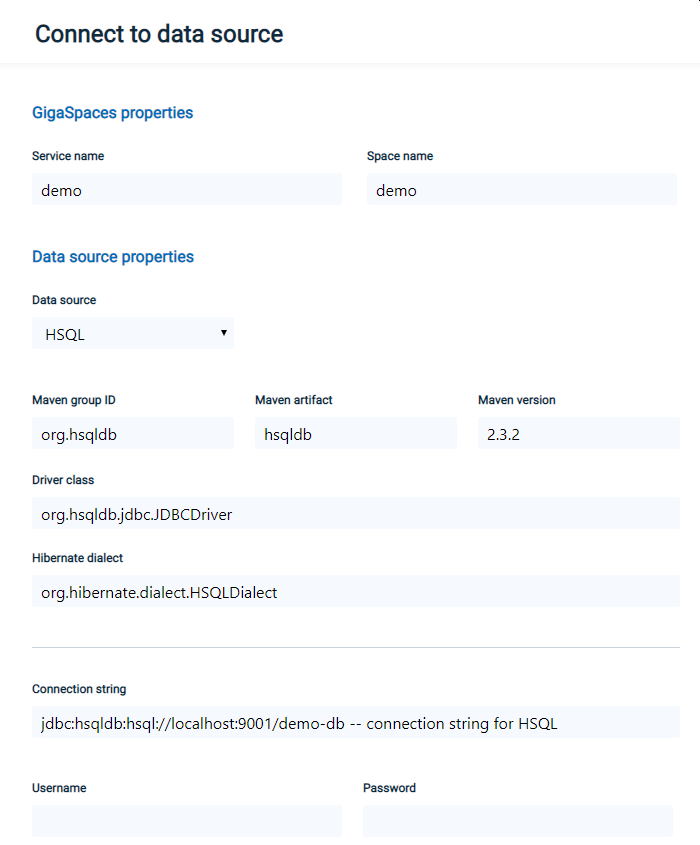 Connect to data source
GigaSpaces properties
Service name Space name
demo demo
Data source properties
Data source
HSQL
Maven group ID Maven artifact Maven version
org.hsqldb hsqldb 2.3.2
Driver class
org.hsqldb.jdbc.JDBCDriver
Hibernate dialect
org.hibernate.dialect.HSQLDialect
Connection string
jdbc:hsqldb:hsql://localhost:9001/demo-db -- connection string for HSQL
Username Password